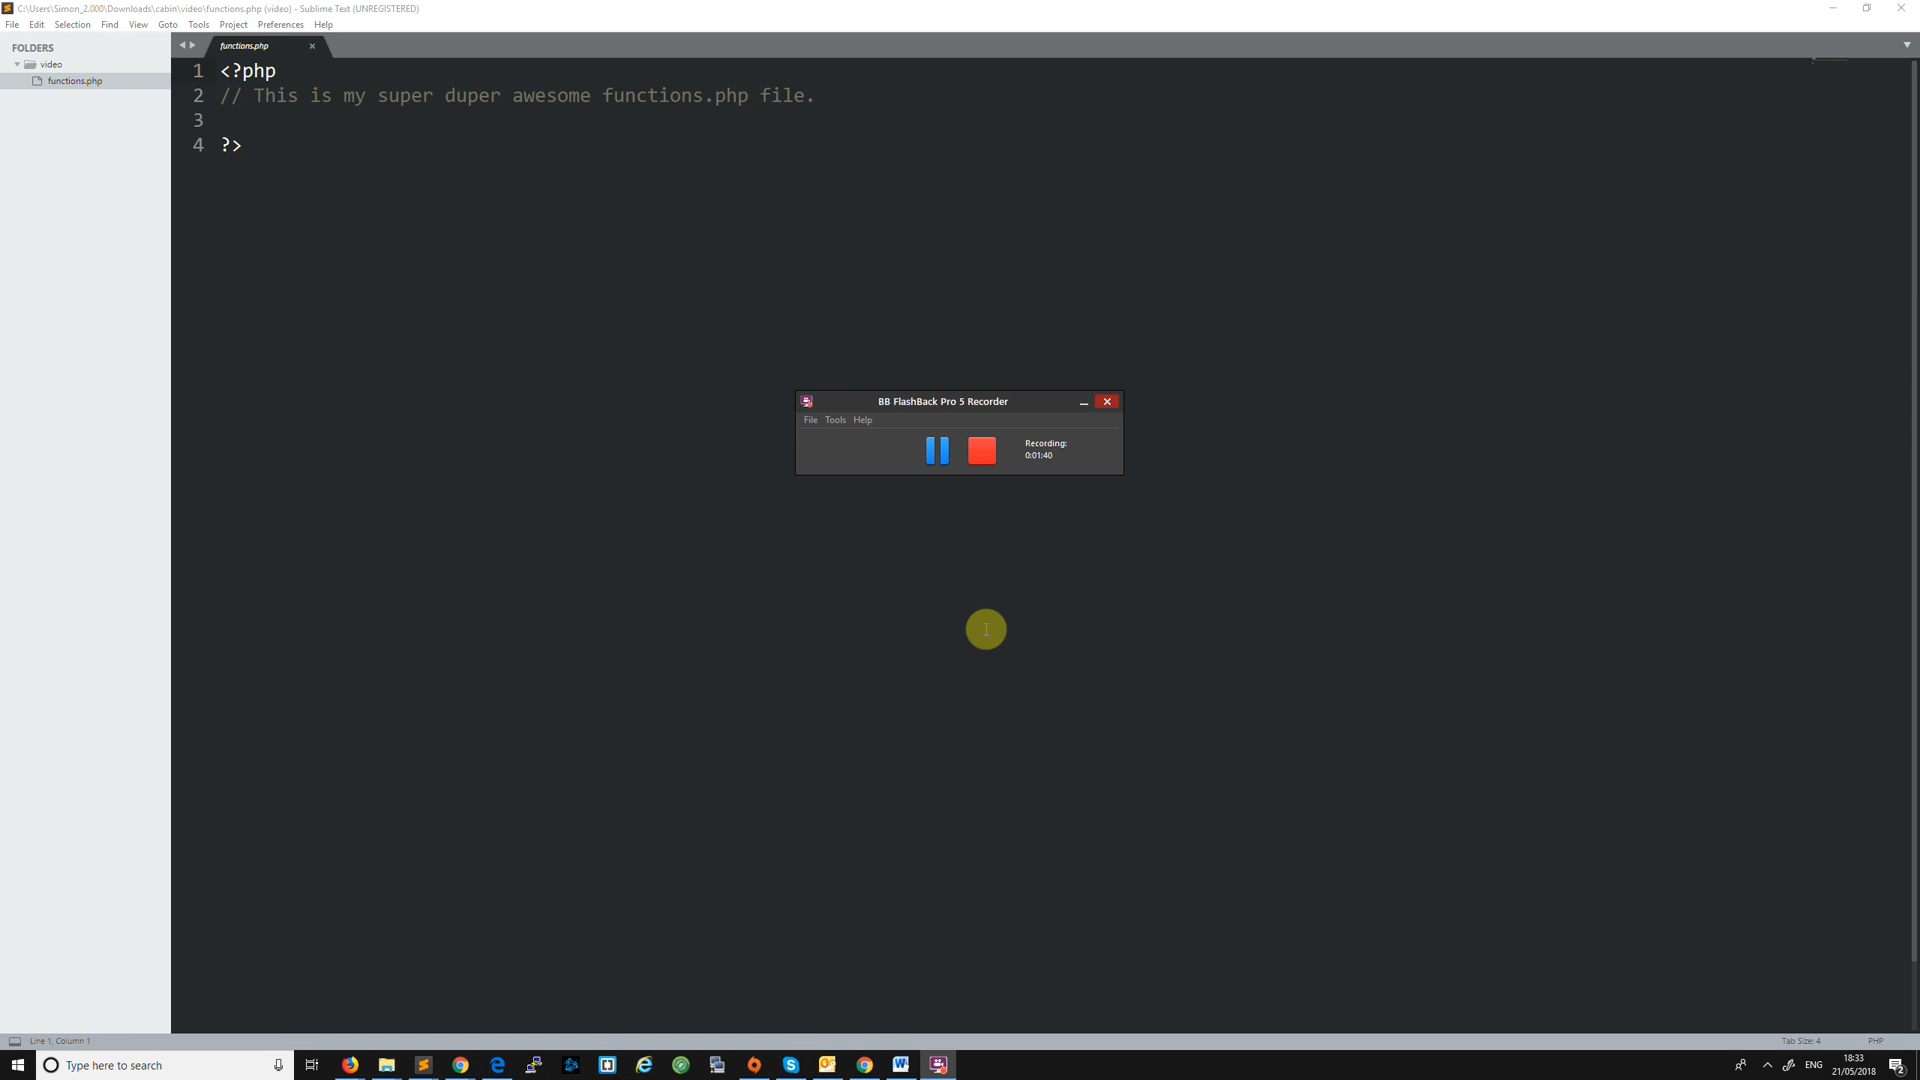 C:\Users\Simon_2.000\Downloads\cabin\video\functions.php (video) - Sublime Text (UNREGISTERED)
File Edit Selection Find View Goto Tools Project Preferences Help
FOLDERS
video
functions.php
functions.php
1 <?php
2 // This is my super duper awesome functions.php file.
3
4 ?>
BB FlashBack Pro 5 Recorder
File Tools Help
Recording:
0:01:40
Line 1, Column 1
Tab Size: 4 PHP
Type here to search
ENG
18:33
21/05/2018
2